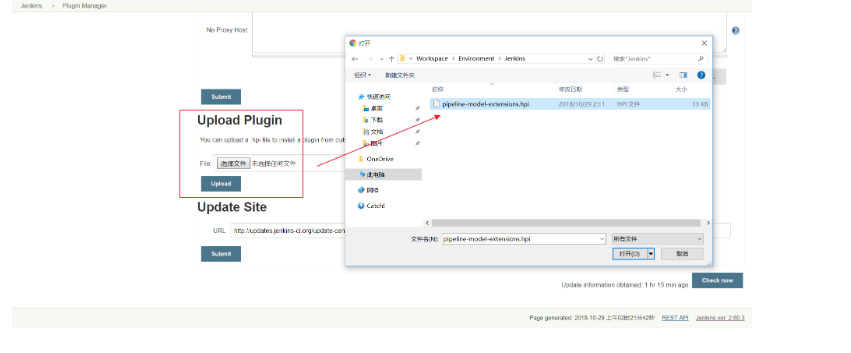 Jenkins › Plugin Manager
No Proxy Host
Submit
Upload Plugin
You can upload a .hpi file to install a plugin from out
File: 选择文件 未选择任何文件
Upload
Update Site
URL http://updates.jenkins-ci.org/update-cen
Submit
打开
« Workspace › Environment › Jenkins
搜索"Jenkins"
组织 新建文件夹
名称 修改日期 类型 大小
快速访问
桌面
下载
文档
图片
OneDrive
此电脑
网络
Catch!
pipeline-model-extensions.hpi 2018/10/29 2:11 HPI 文件 33 KB
文件名(N): pipeline-model-extensions.hpi 所有文件
打开(O) 取消
Update information obtained: 1 hr 15 min ago Check now
Page generated: 2018-10-29 上午02时21分42秒 REST API Jenkins ver. 2.60.3